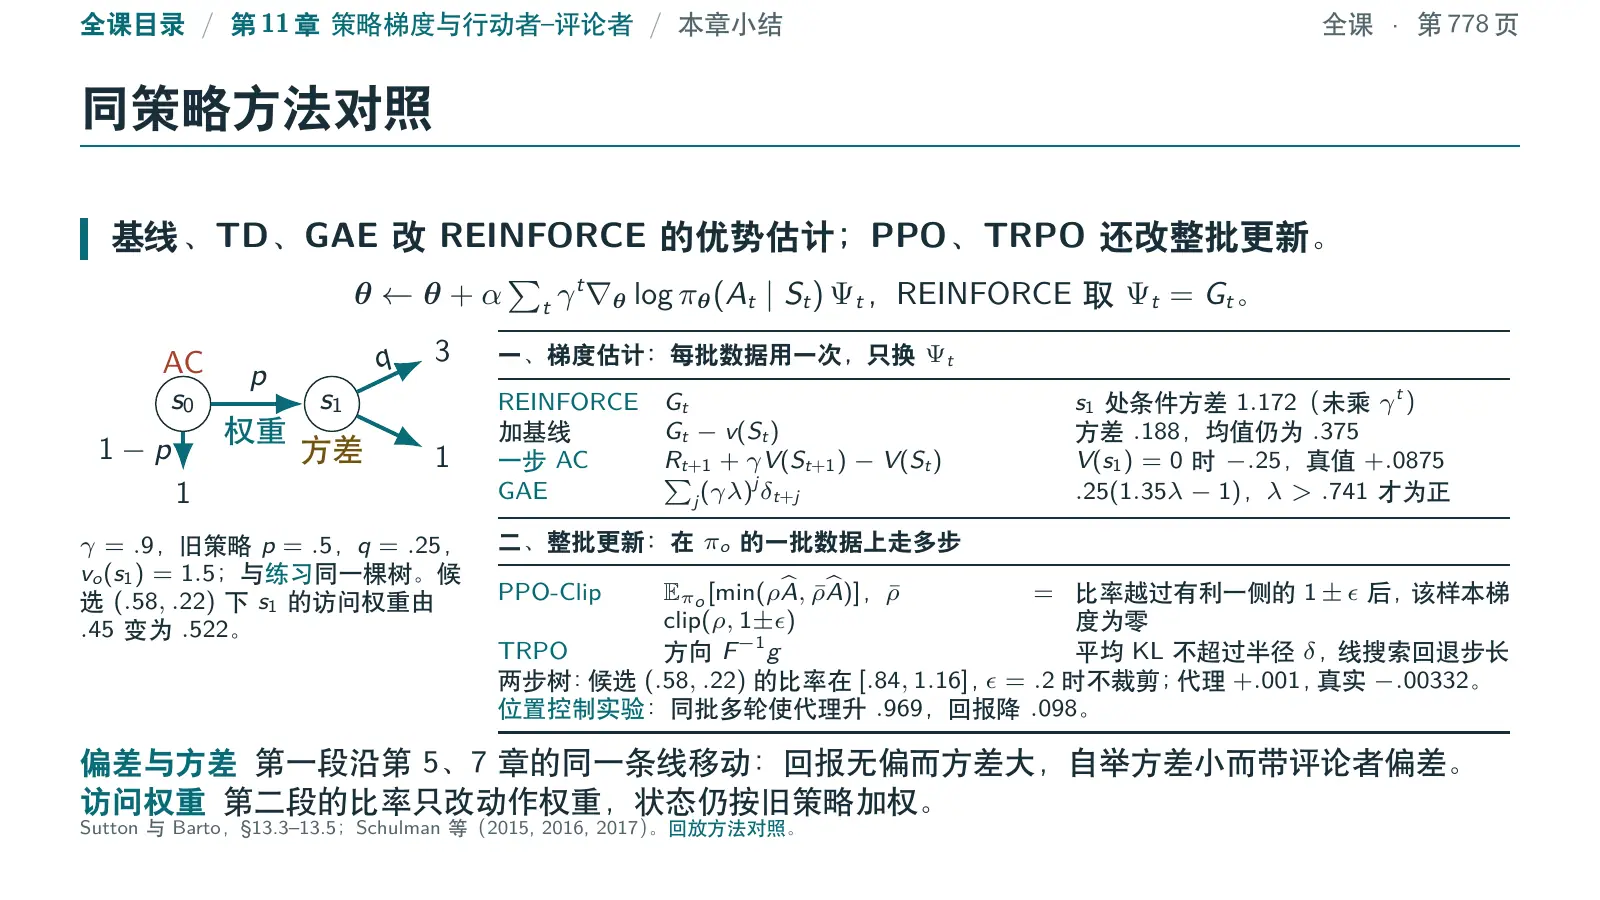 全课目录 / 第 11 章 策略梯度与行动者–评论者 / 本章小结
全课 · 第 778 页
同策略方法对照
基线、TD、GAE 改 REINFORCE 的优势估计；PPO、TRPO 还改整批更新。
θ ← θ + α ∑_t γ^t ∇_θ log π_θ(A_t | S_t) Ψ_t，REINFORCE 取 Ψ_t = G_t。
AC
s_0
p
权重
s_1
方差
q
3
1
1 − p
1
γ = .9，旧策略 p = .5，q = .25，
v_o(s_1) = 1.5；与练习同一棵树。候
选 (.58, .22) 下 s_1 的访问权重由
.45 变为 .522。
一、梯度估计：每批数据用一次，只换 Ψ_t
REINFORCE G_t s_1 处条件方差 1.172（未乘 γ^t）
加基线 G_t − v(S_t) 方差 .188，均值仍为 .375
一步 AC R_{t+1} + γV(S_{t+1}) − V(S_t) V(s_1) = 0 时 −.25，真值 +.0875
GAE ∑_j(γλ)^j δ_{t+j} .25(1.35λ − 1)，λ > .741 才为正
二、整批更新：在 π_o 的一批数据上走多步
PPO-Clip 𝔼_{π_o}[min(ρÂ, ρ̄Â)]，ρ̄ = 比率越过有利一侧的 1 ± ϵ 后，该样本梯
clip(ρ, 1±ϵ) 度为零
TRPO 方向 F^{−1}g 平均 KL 不超过半径 δ，线搜索回退步长
两步树：候选 (.58, .22) 的比率在 [.84, 1.16]，ϵ = .2 时不裁剪；代理 +.001，真实 −.00332。
位置控制实验：同批多轮使代理升 .969，回报降 .098。
偏差与方差 第一段沿第 5、7 章的同一条线移动：回报无偏而方差大，自举方差小而带评论者偏差。
访问权重 第二段的比率只改动作权重，状态仍按旧策略加权。
Sutton 与 Barto，§13.3–13.5；Schulman 等（2015, 2016, 2017）。回放方法对照。